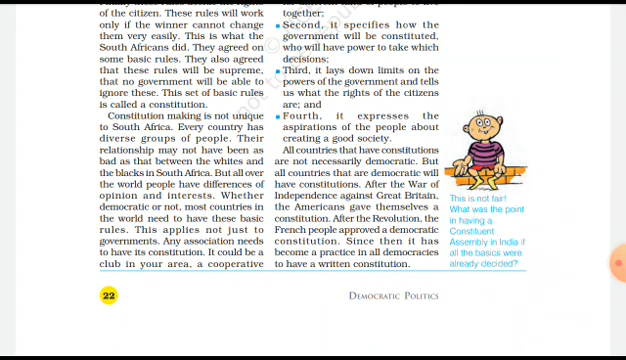 of the citizen. These rules will work
only if the winner cannot change
them very easily. This is what the
South Africans did. They agreed on
some basic rules. They also agreed
that these rules will be supreme,
that no government will be able to
ignore these. This set of basic rules
is called a constitution.
Constitution making is not unique
to South Africa. Every country has
diverse groups of people. Their
relationship may not have been as
bad as that between the whites and
the blacks in South Africa. But all over
the world people have differences of
opinion and interests. Whether
democratic or not, most countries in
the world need to have these basic
rules. This applies not just to
governments. Any association needs
to have its constitution. It could be a
club in your area, a cooperative
together;
▪ Second, it specifies how the
government will be constituted,
who will have power to take which
decisions;
▪ Third, it lays down limits on the
powers of the government and tells
us what the rights of the citizens
are; and
▪ Fourth, it expresses the
aspirations of the people about
creating a good society.
All countries that have constitutions
are not necessarily democratic. But
all countries that are democratic will
have constitutions. After the War of
Independence against Great Britain,
the Americans gave themselves a
constitution. After the Revolution, the
French people approved a democratic
constitution. Since then it has
become a practice in all democracies
to have a written constitution.
This is not fair!
What was the point
in having a
Constituent
Assembly in India if
all the basics were
already decided?
22
DEMOCRATIC POLITICS